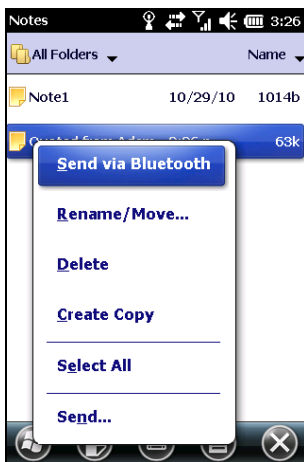 Notes 3:26
All Folders Name
Note1 10/29/10 1014b
63k
Send via Bluetooth
Rename/Move...
Delete
Create Copy
Select All
Send...